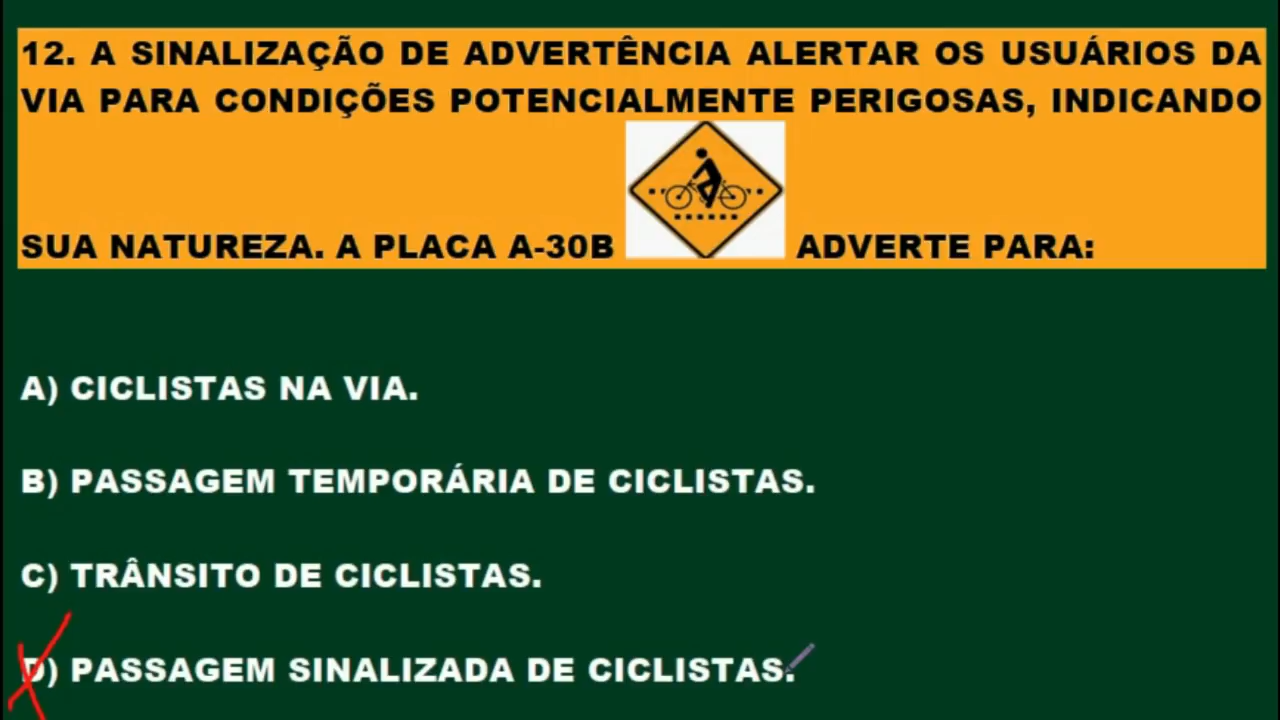 12. A SINALIZAÇÃO DE ADVERTÊNCIA ALERTAR OS USUÁRIOS DA
VIA PARA CONDIÇÕES POTENCIALMENTE PERIGOSAS, INDICANDO
SUA NATUREZA. A PLACA A-30B ADVERTE PARA:
A) CICLISTAS NA VIA.
B) PASSAGEM TEMPORÁRIA DE CICLISTAS.
C) TRÂNSITO DE CICLISTAS.
D) PASSAGEM SINALIZADA DE CICLISTAS.